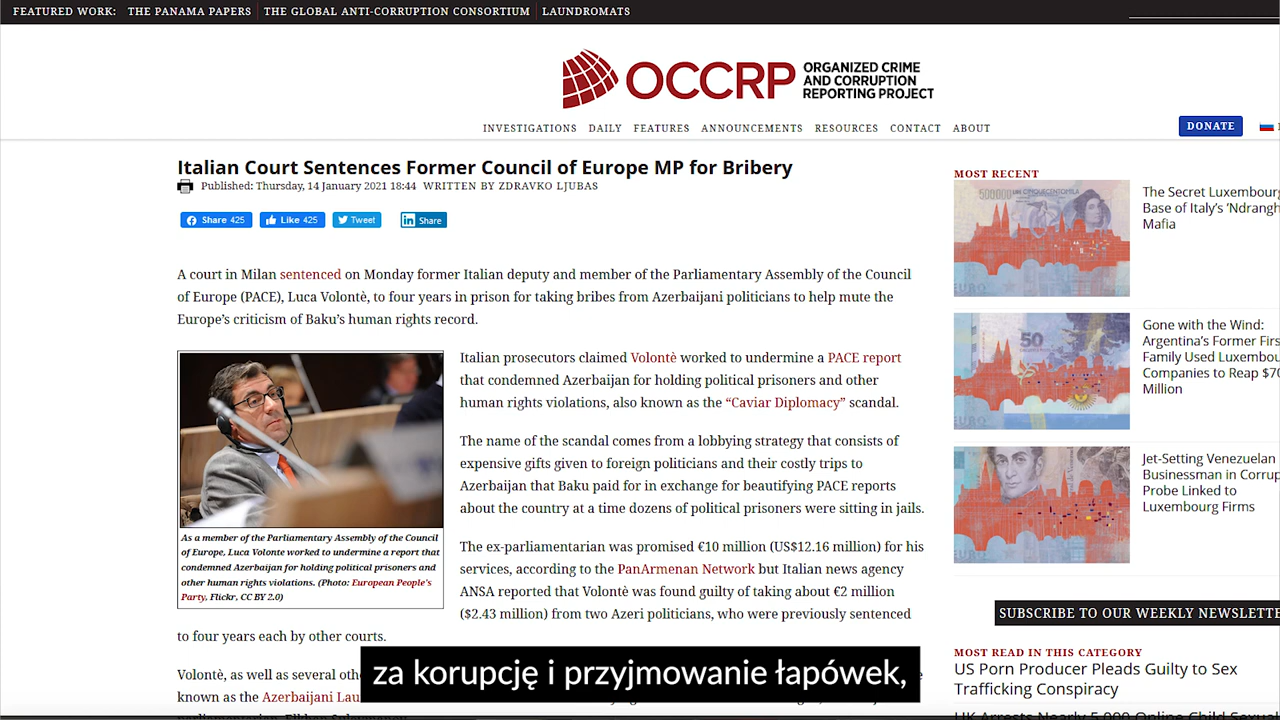 FEATURED WORK: THE PANAMA PAPERS THE GLOBAL ANTI-CORRUPTION CONSORTIUM LAUNDROMATS
OCCRP ORGANIZED CRIME
AND CORRUPTION
REPORTING PROJECT
INVESTIGATIONS DAILY FEATURES ANNOUNCEMENTS RESOURCES CONTACT ABOUT
DONATE
Italian Court Sentences Former Council of Europe MP for Bribery
Published: Thursday, 14 January 2021 18:44 WRITTEN BY ZDRAVKO LJUBAS
Share 425 Like 425 Tweet Share
A court in Milan sentenced on Monday former Italian deputy and member of the Parliamentary Assembly of the Council
of Europe (PACE), Luca Volontè, to four years in prison for taking bribes from Azerbaijani politicians to help mute the
Europe's criticism of Baku's human rights record.
As a member of the Parliamentary Assembly of the Council
of Europe, Luca Volonte worked to undermine a report that
condemned Azerbaijan for holding political prisoners and
other human rights violations. (Photo: European People's
Party, Flickr, CC BY 2.0)
Italian prosecutors claimed Volontè worked to undermine a PACE report
that condemned Azerbaijan for holding political prisoners and other
human rights violations, also known as the “Caviar Diplomacy” scandal.
The name of the scandal comes from a lobbying strategy that consists of
expensive gifts given to foreign politicians and their costly trips to
Azerbaijan that Baku paid for in exchange for beautifying PACE reports
about the country at a time dozens of political prisoners were sitting in jails.
The ex-parliamentarian was promised €10 million (US$12.16 million) for his
services, according to the PanArmenan Network but Italian news agency
ANSA reported that Volontè was found guilty of taking about €2 million
($2.43 million) from two Azeri politicians, who were previously sentenced
to four years each by other courts.
Volontè, as well as several
known as the Azerbaijani
za korupcję i przyjmowanie łapówek,
MOST RECENT
The Secret Luxembourg
Base of Italy's 'Ndrangh
Mafia
Gone with the Wind:
Argentina's Former Firs
Family Used Luxembou
Companies to Reap $70
Million
Jet-Setting Venezuelan
Businessman in Corrup
Probe Linked to
Luxembourg Firms
SUBSCRIBE TO OUR WEEKLY NEWSLETTE
MOST READ IN THIS CATEGORY
US Porn Producer Pleads Guilty to Sex
Trafficking Conspiracy
UK Arrests Nearly 5,000 Online Child Sexual